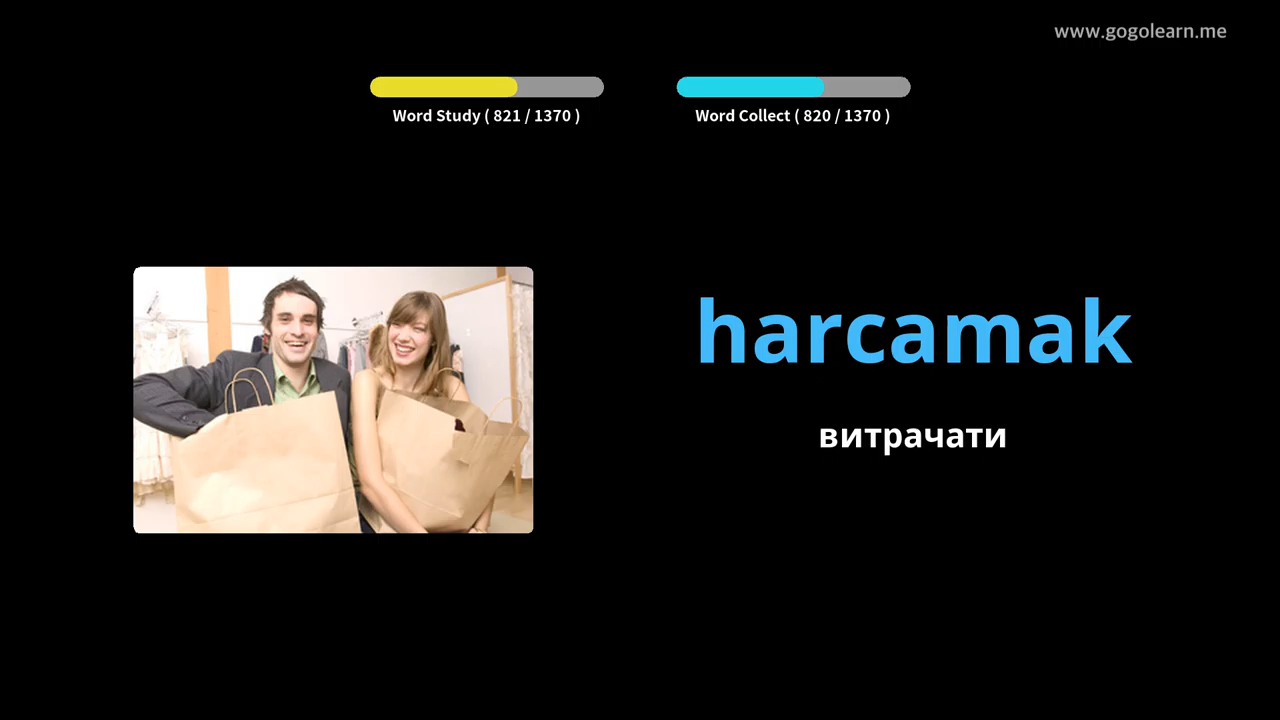 www.gogolearn.me
Word Study ( 821 / 1370 )
Word Collect ( 820 / 1370 )
harcamak
витрачати